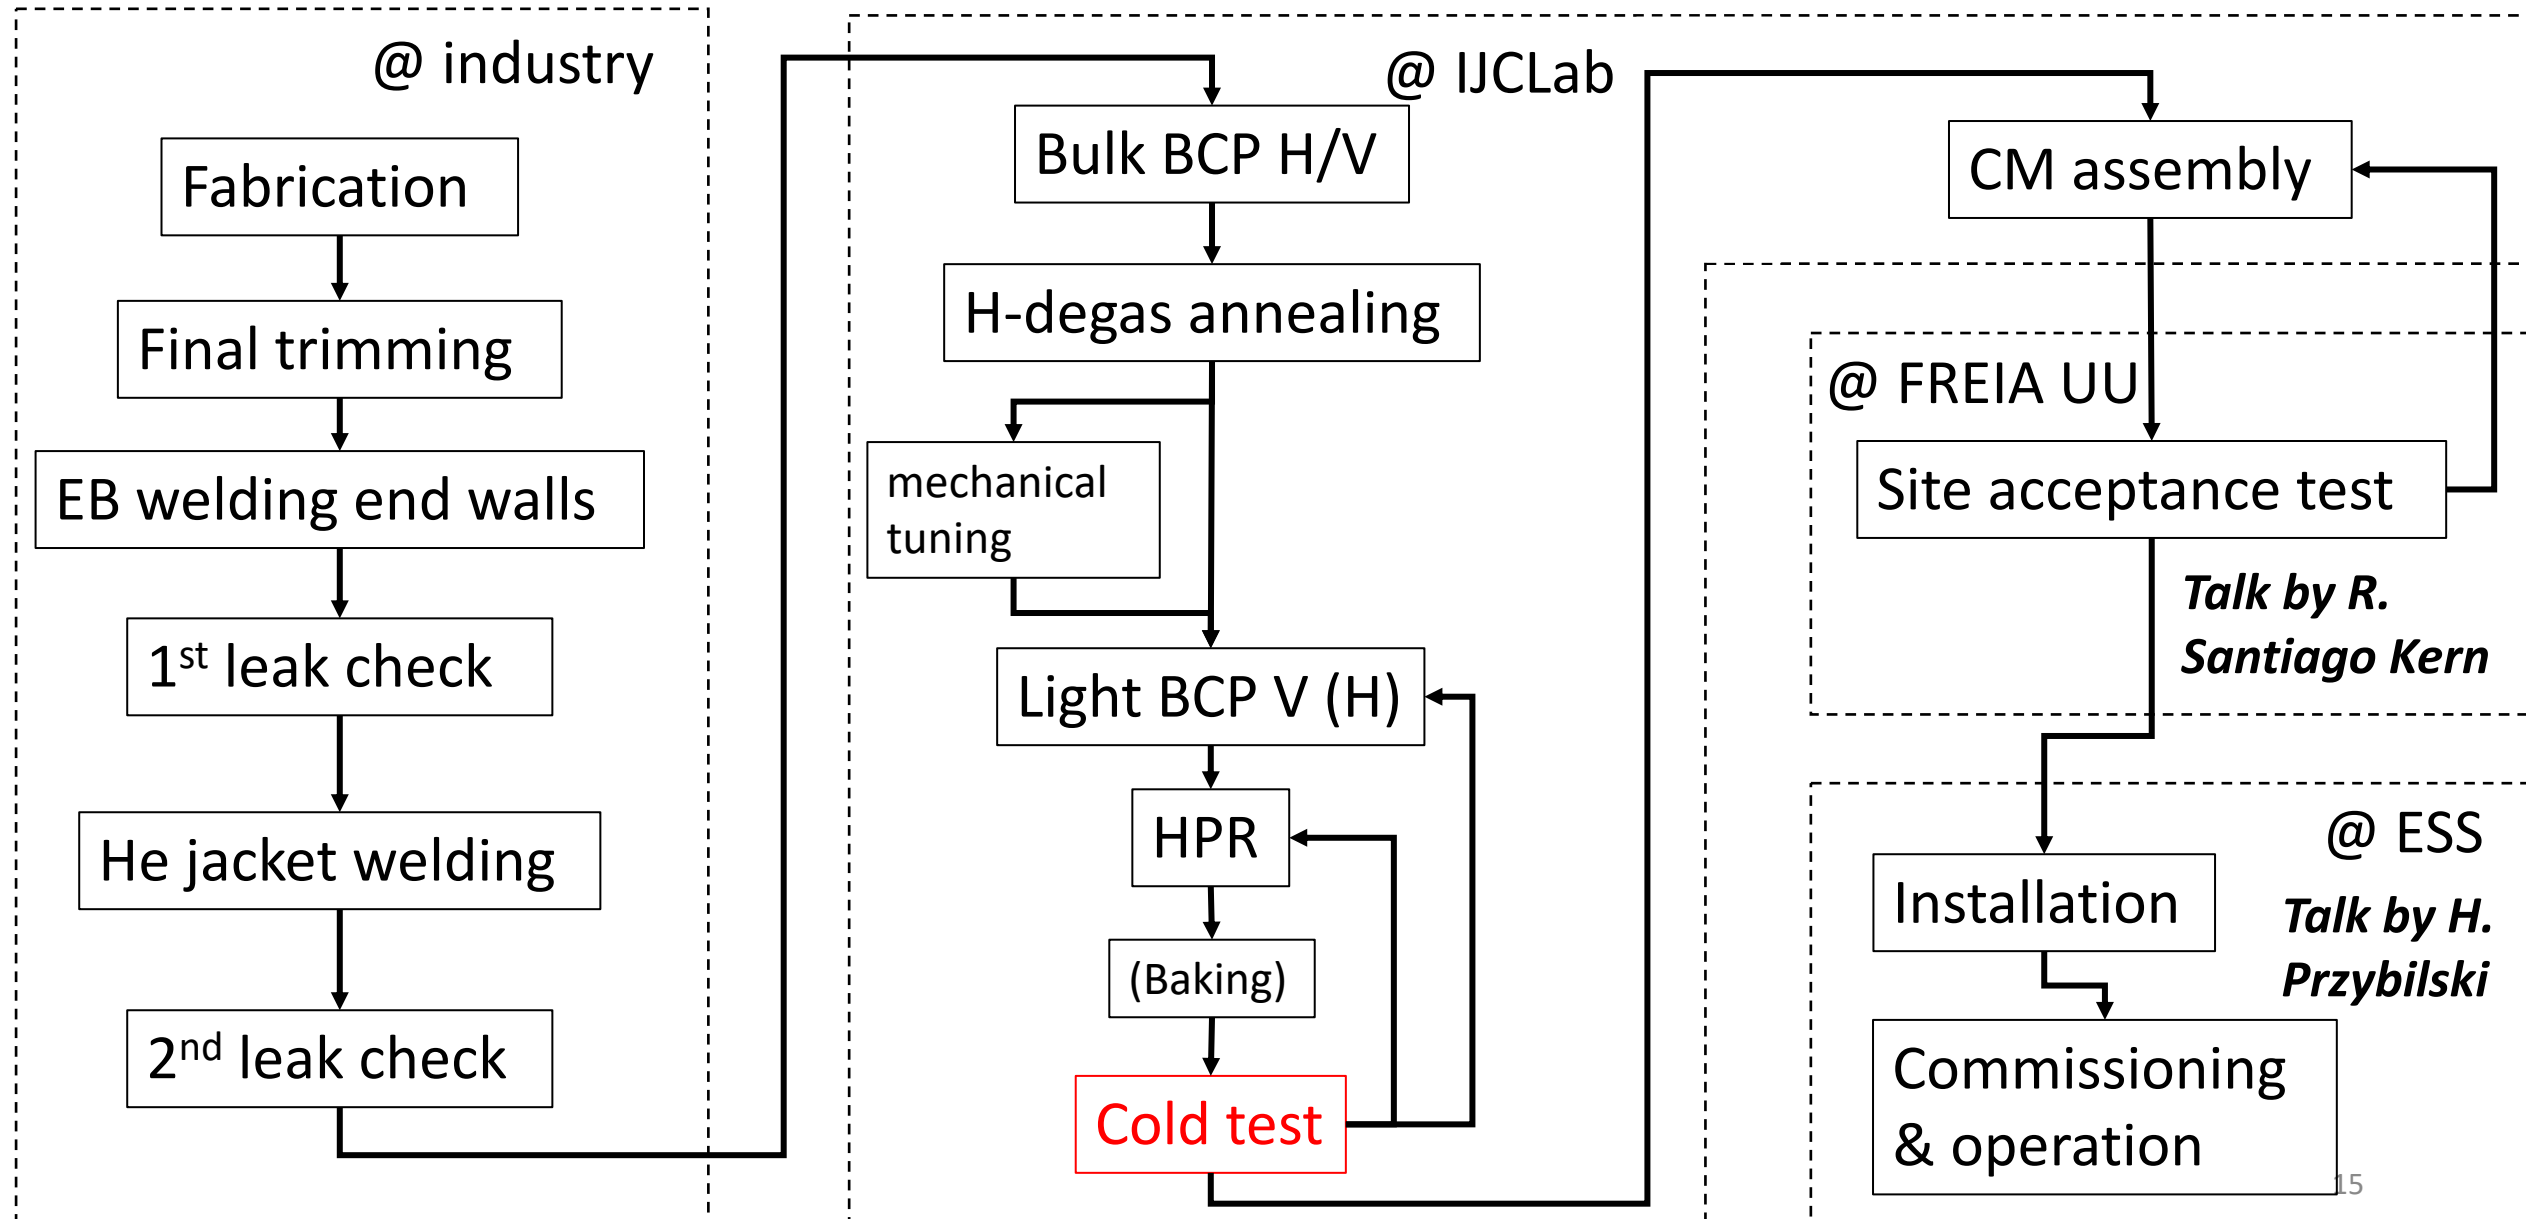 @ industry
Fabrication
Final trimming
EB welding end walls
1st leak check
He jacket welding
2nd leak check
@ IJCLab
Bulk BCP H/V
H-degas annealing
mechanical
tuning
Light BCP V (H)
HPR
(Baking)
Cold test
CM assembly
@ FREIA UU
Site acceptance test
Talk by R.
Santiago Kern
@ ESS
Installation
Talk by H.
Przybilski
Commissioning
& operation
15